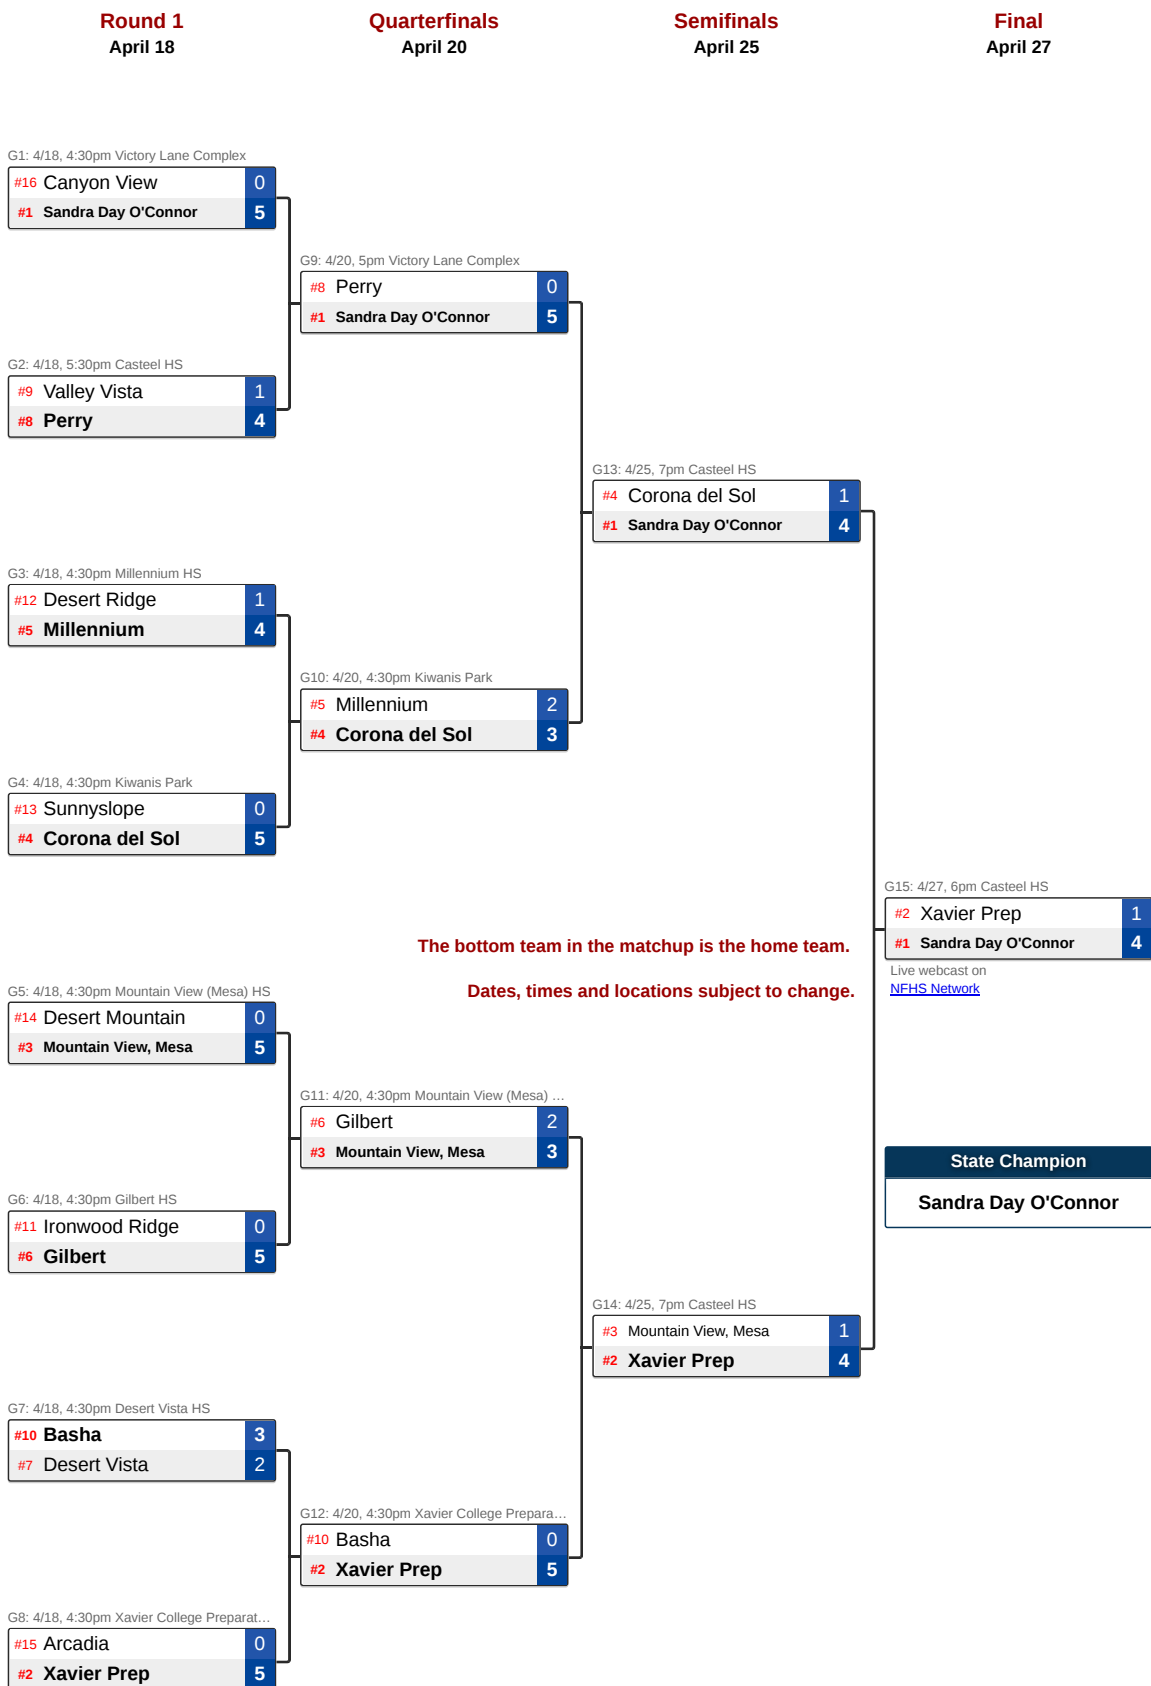 Round 1
April 18
Quarterfinals
April 20
Semifinals
April 25
Final
April 27
G1: 4/18, 4:30pm Victory Lane Complex
#16 Canyon View 0
#1 Sandra Day O'Connor 5
G2: 4/18, 5:30pm Casteel HS
#9 Valley Vista 1
#8 Perry 4
G3: 4/18, 4:30pm Millennium HS
#12 Desert Ridge 1
#5 Millennium 4
G4: 4/18, 4:30pm Kiwanis Park
#13 Sunnyslope 0
#4 Corona del Sol 5
G5: 4/18, 4:30pm Mountain View (Mesa) HS
#14 Desert Mountain 0
#3 Mountain View, Mesa 5
G6: 4/18, 4:30pm Gilbert HS
#11 Ironwood Ridge 0
#6 Gilbert 5
G7: 4/18, 4:30pm Desert Vista HS
#10 Basha 3
#7 Desert Vista 2
G8: 4/18, 4:30pm Xavier College Preparat…
#15 Arcadia 0
#2 Xavier Prep 5
G9: 4/20, 5pm Victory Lane Complex
#8 Perry 0
#1 Sandra Day O'Connor 5
G10: 4/20, 4:30pm Kiwanis Park
#5 Millennium 2
#4 Corona del Sol 3
G11: 4/20, 4:30pm Mountain View (Mesa) …
#6 Gilbert 2
#3 Mountain View, Mesa 3
G12: 4/20, 4:30pm Xavier College Prepara…
#10 Basha 0
#2 Xavier Prep 5
G13: 4/25, 7pm Casteel HS
#4 Corona del Sol 1
#1 Sandra Day O'Connor 4
The bottom team in the matchup is the home team.
Dates, times and locations subject to change.
G14: 4/25, 7pm Casteel HS
#3 Mountain View, Mesa 1
#2 Xavier Prep 4
G15: 4/27, 6pm Casteel HS
#2 Xavier Prep 1
#1 Sandra Day O'Connor 4
Live webcast on
NFHS Network
State Champion
Sandra Day O'Connor